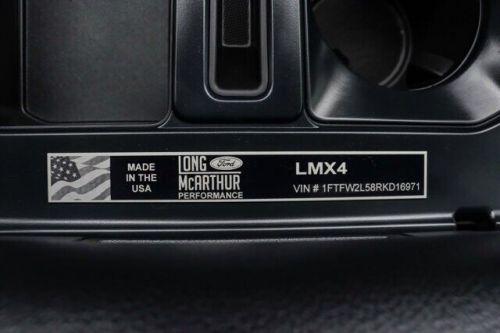 MADE
IN THE
USA
LONG Ford
McARTHUR
PERFORMANCE
LMX4
VIN # 1FTFW2L58RKD16971